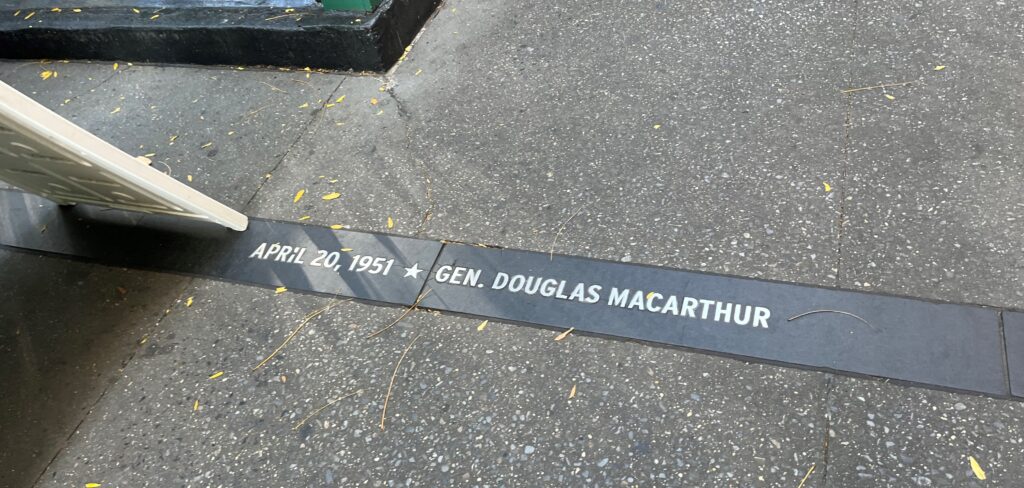 APRIL 20, 1951 ★ GEN. DOUGLAS MACARTHUR